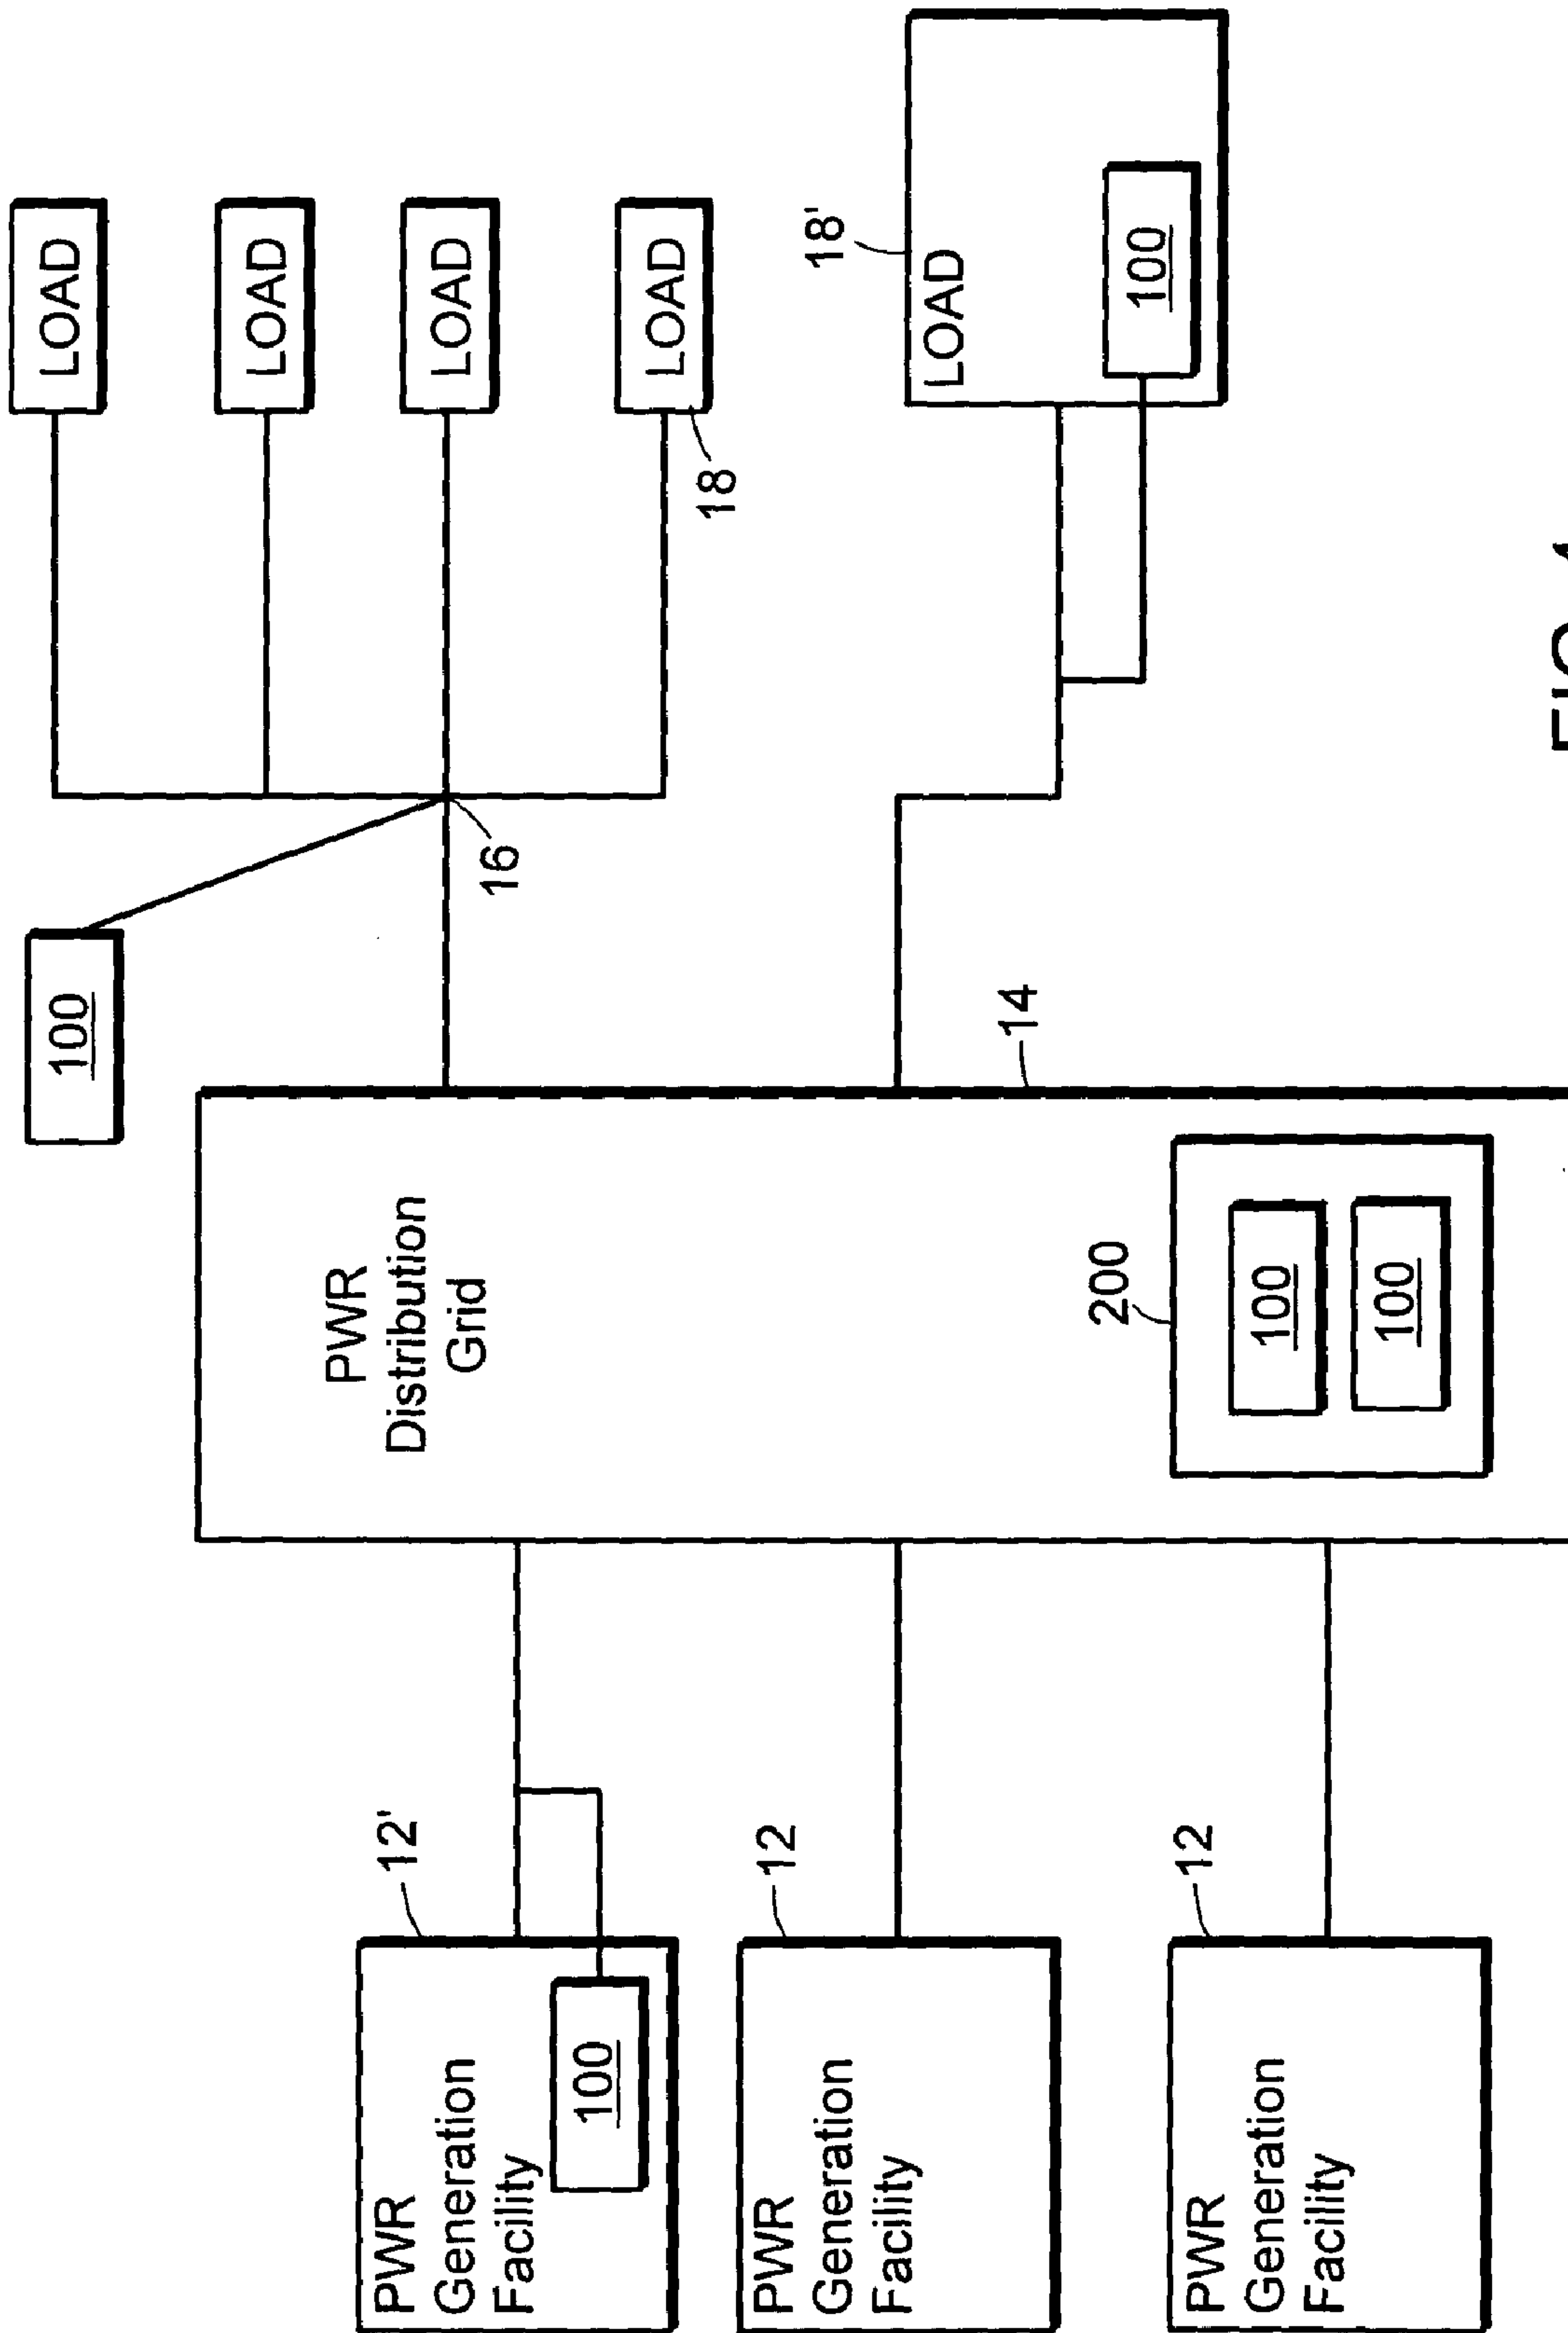 PWR
Generation
Facility
100
12'
PWR
Generation
Facility
12
PWR
Generation
Facility
12
PWR
Distribution
Grid
14
200
100
100
100
16
LOAD
LOAD
LOAD
LOAD
18
LOAD
18'
100